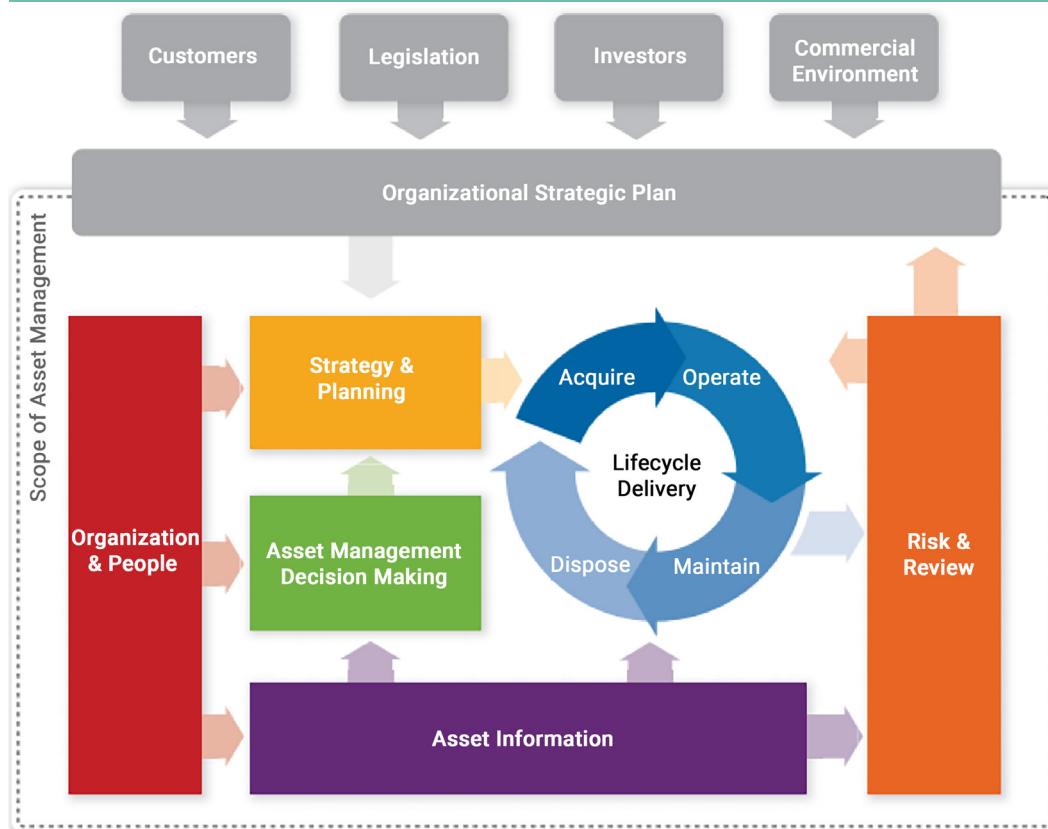 Customers
Legislation
Investors
Commercial
Environment
Organizational Strategic Plan
Scope of Asset Management
Organization
& People
Strategy &
Planning
Asset Management
Decision Making
Acquire
Operate
Lifecycle
Delivery
Dispose
Maintain
Risk &
Review
Asset Information